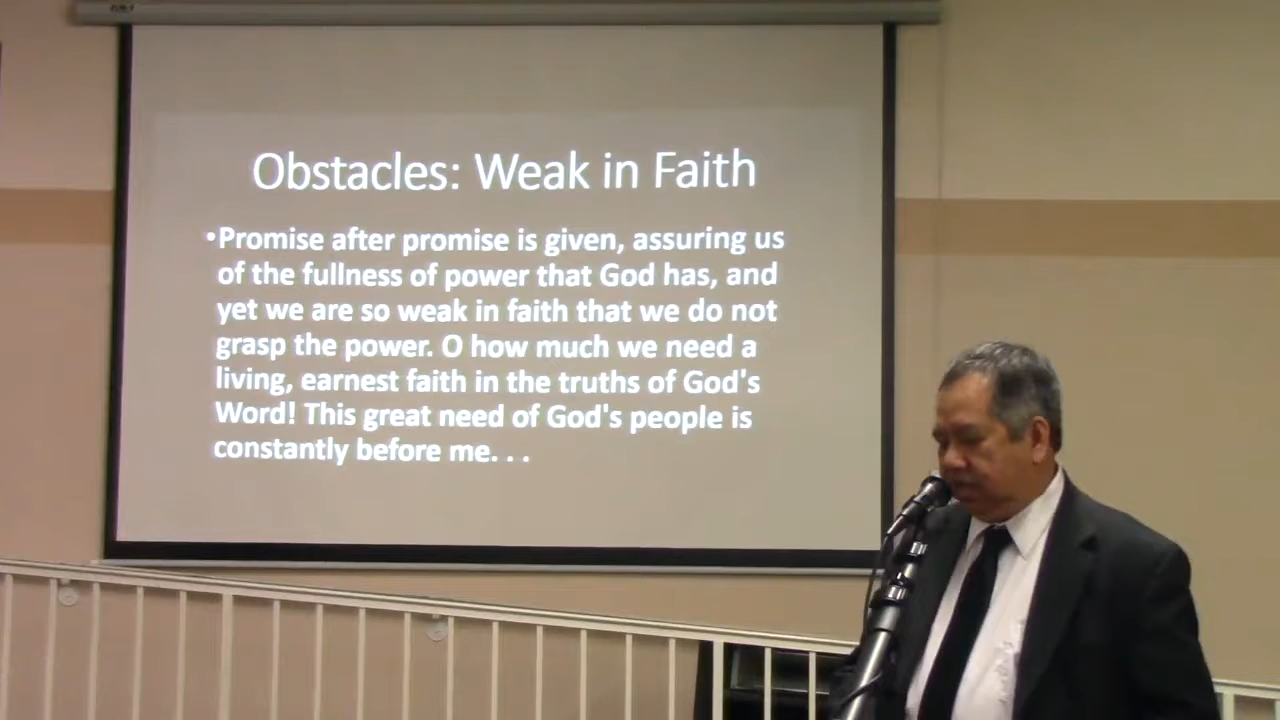 Obstacles: Weak in Faith
•Promise after promise is given, assuring us
of the fullness of power that God has, and
yet we are so weak in faith that we do not
grasp the power. O how much we need a
living, earnest faith in the truths of God's
Word! This great need of God's people is
constantly before me. . .